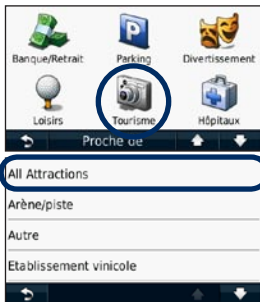 Banque/Retrait Parking Divertissement
Loisirs Tourisme Hôpitaux
Proche de
All Attractions
Arène/piste
Autre
Etablissement vinicole